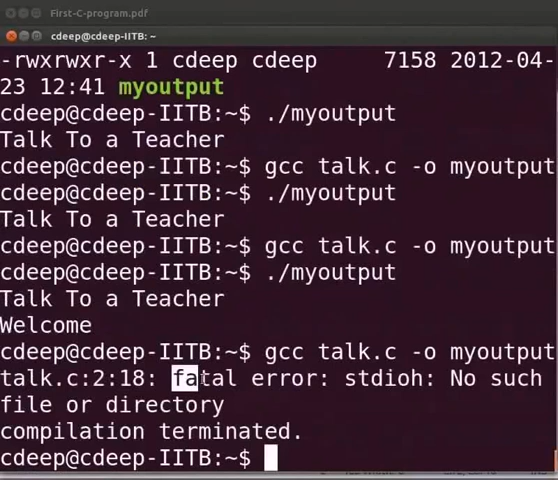 First-C-program.pdf
cdeep@cdeep-IITB: ~
-rwxrwxr-x 1 cdeep cdeep 7158 2012-04-
23 12:41 myoutput
cdeep@cdeep-IITB:~$ ./myoutput
Talk To a Teacher
cdeep@cdeep-IITB:~$ gcc talk.c -o myoutput
cdeep@cdeep-IITB:~$ ./myoutput
Talk To a Teacher
cdeep@cdeep-IITB:~$ gcc talk.c -o myoutput
cdeep@cdeep-IITB:~$ ./myoutput
Talk To a Teacher
Welcome
cdeep@cdeep-IITB:~$ gcc talk.c -o myoutput
talk.c:2:18: fatal error: stdioh: No such
file or directory
compilation terminated.
cdeep@cdeep-IITB:~$